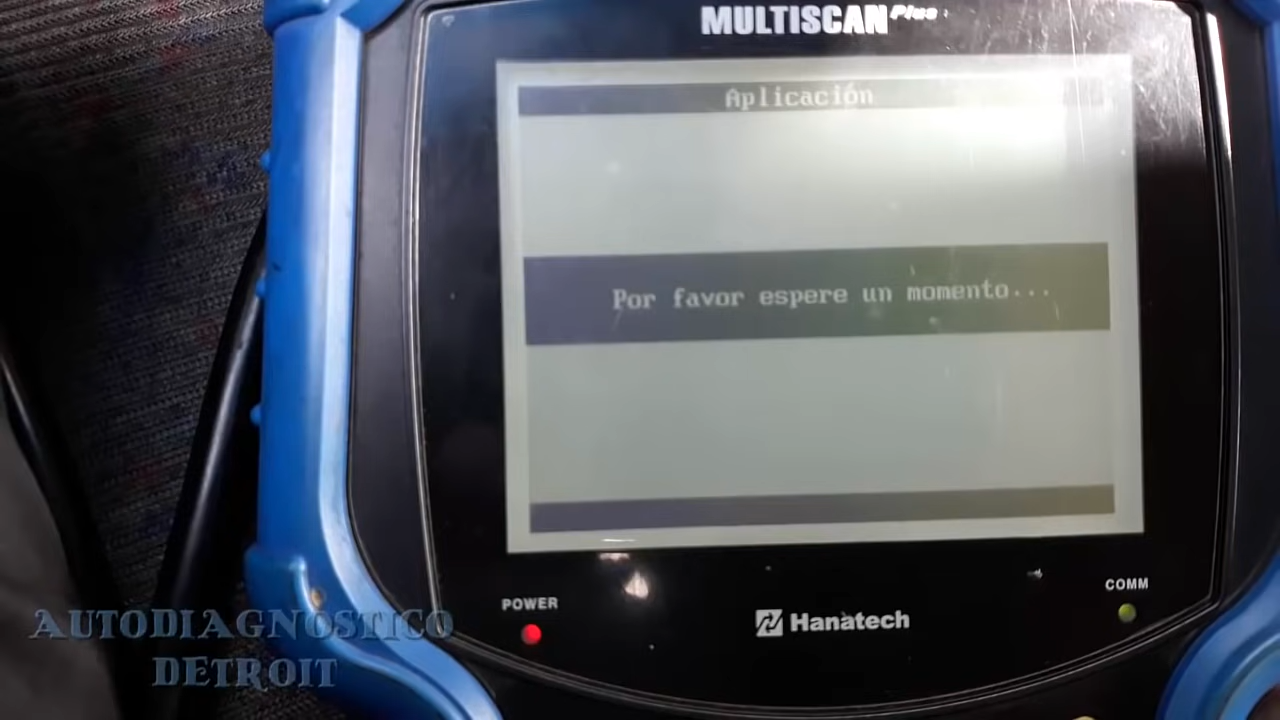 MULTISCAN Plus
Aplicación
Por favor espere un momento...
POWER
COMM
Hanatech
AUTODIAGNOSTICO
DETROIT